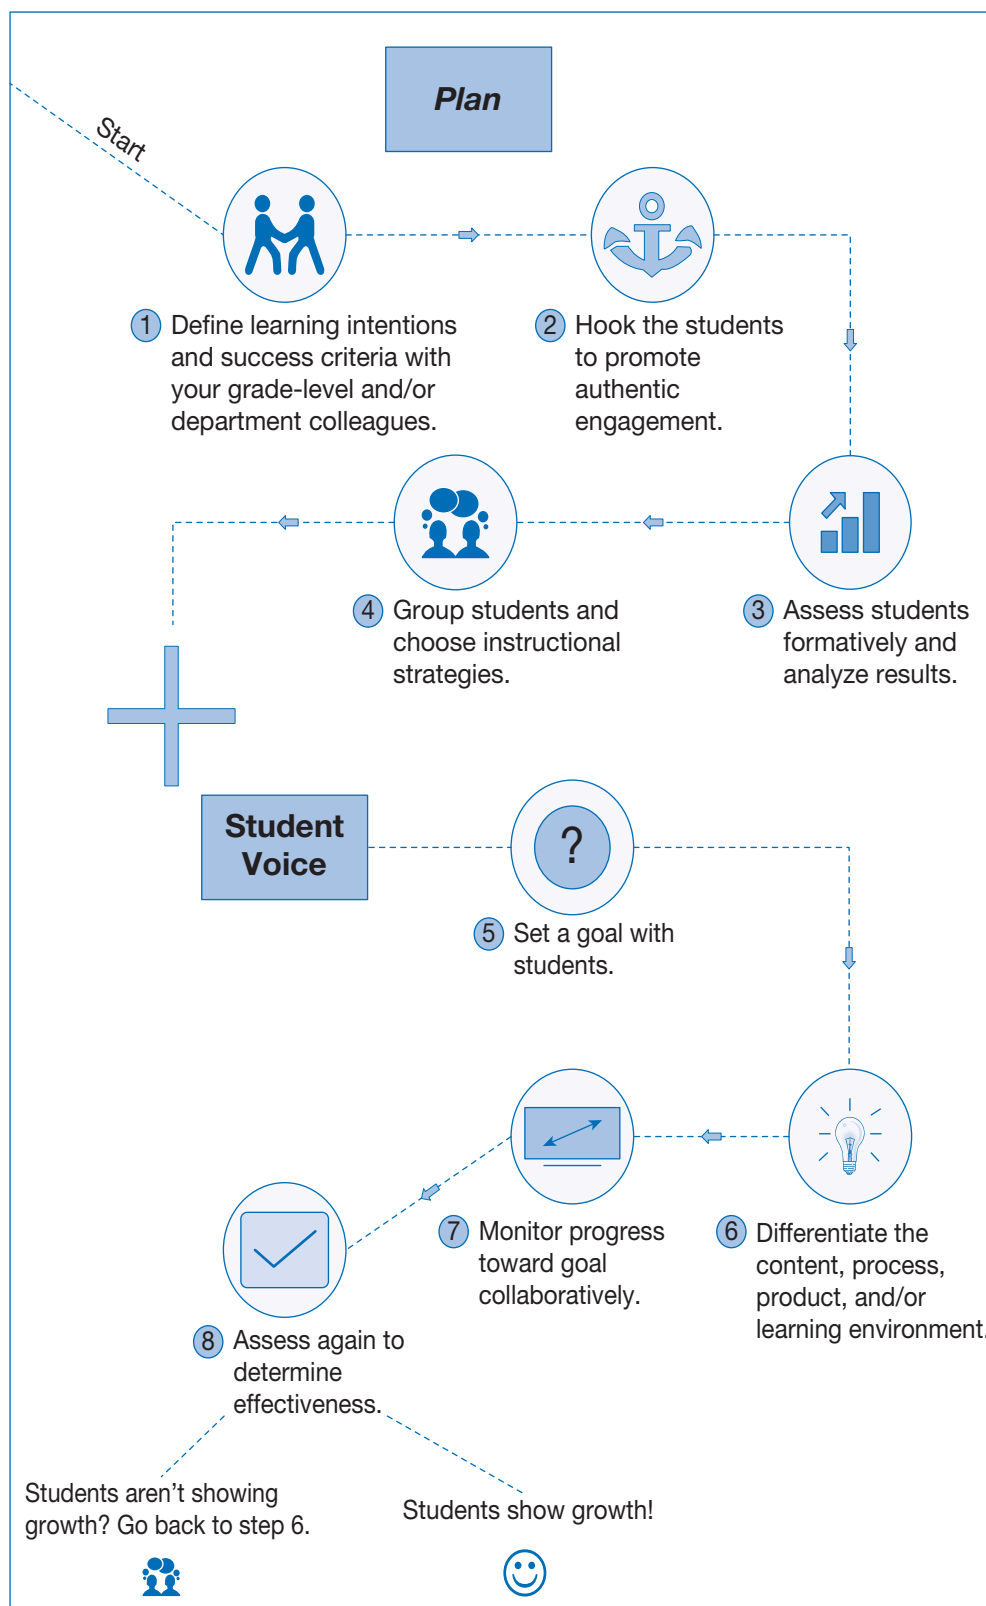 Plan
Start
1 Define learning intentions
and success criteria with
your grade-level and/or
department colleagues.
2 Hook the students
to promote
authentic
engagement.
3 Assess students
formatively and
analyze results.
4 Group students and
choose instructional
strategies.
Student
Voice
?
5 Set a goal with
students.
6 Differentiate the
content, process,
product, and/or
learning environment.
7 Monitor progress
toward goal
collaboratively.
8 Assess again to
determine
effectiveness.
Students aren't showing
growth? Go back to step 6.
Students show growth!